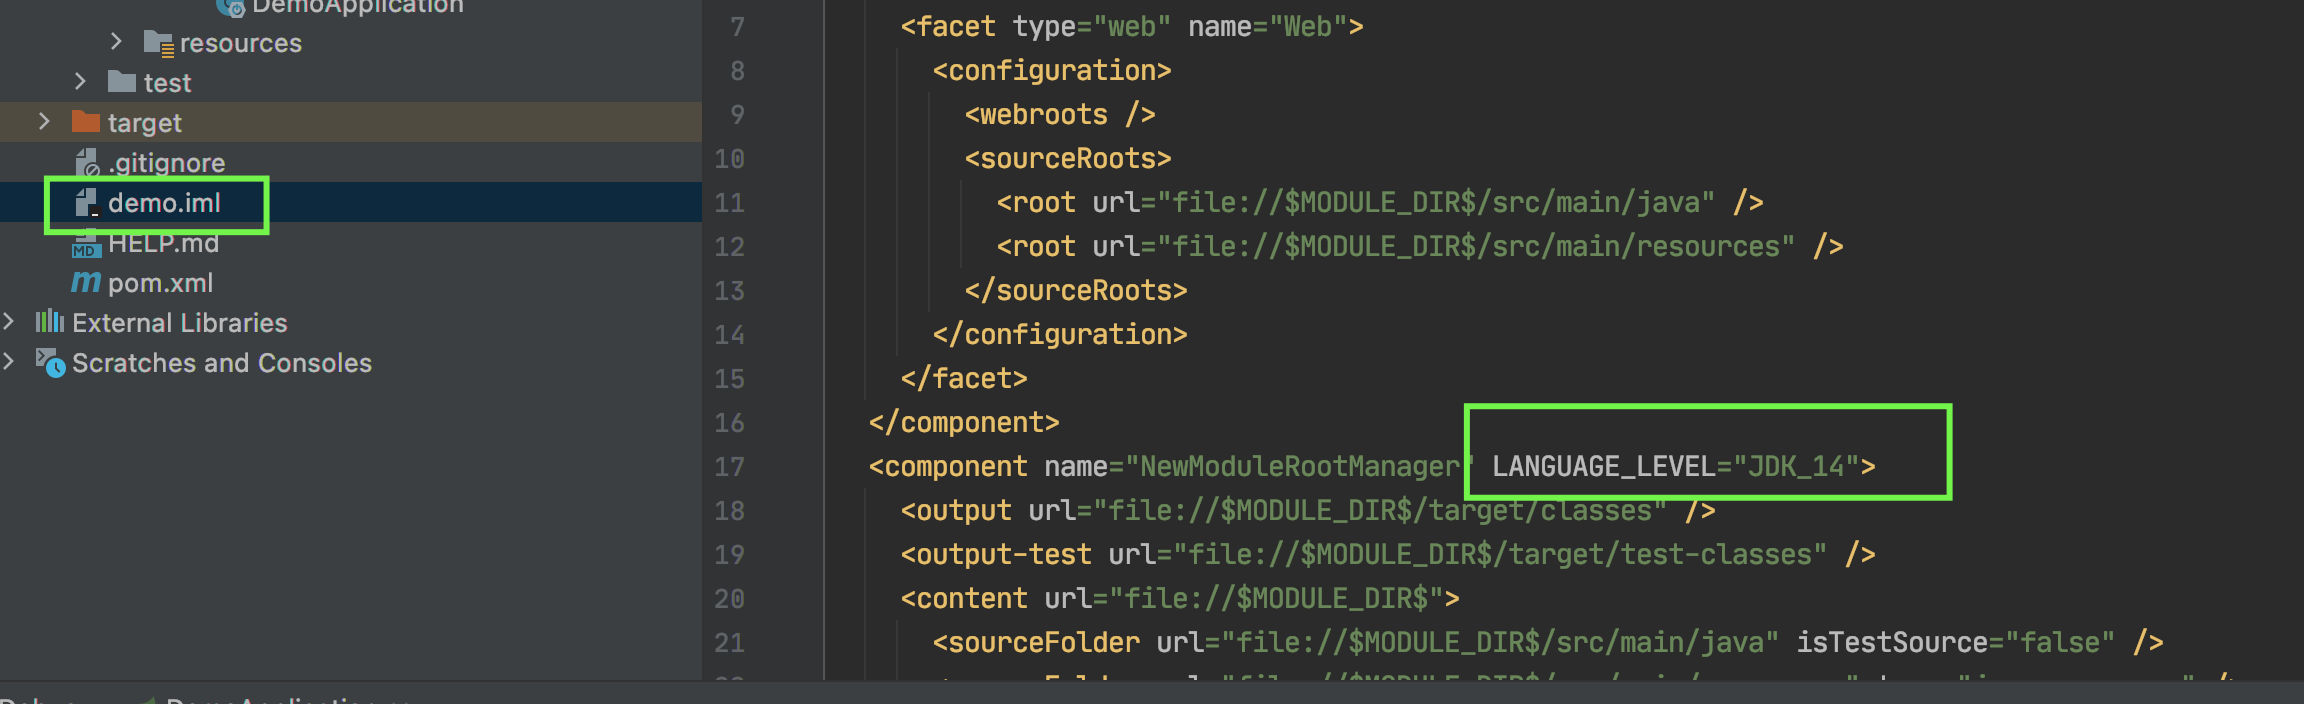 DemoApplication
resources
test
target
.gitignore
demo.iml
HELP.md
pom.xml
External Libraries
Scratches and Consoles
7 <facet type="web" name="Web">
8 <configuration>
9 <webroots />
10 <sourceRoots>
11 <root url="file://$MODULE_DIR$/src/main/java" />
12 <root url="file://$MODULE_DIR$/src/main/resources" />
13 </sourceRoots>
14 </configuration>
15 </facet>
16 </component>
17 <component name="NewModuleRootManager" LANGUAGE_LEVEL="JDK_14">
18 <output url="file://$MODULE_DIR$/target/classes" />
19 <output-test url="file://$MODULE_DIR$/target/test-classes" />
20 <content url="file://$MODULE_DIR$">
21 <sourceFolder url="file://$MODULE_DIR$/src/main/java" isTestSource="false" />